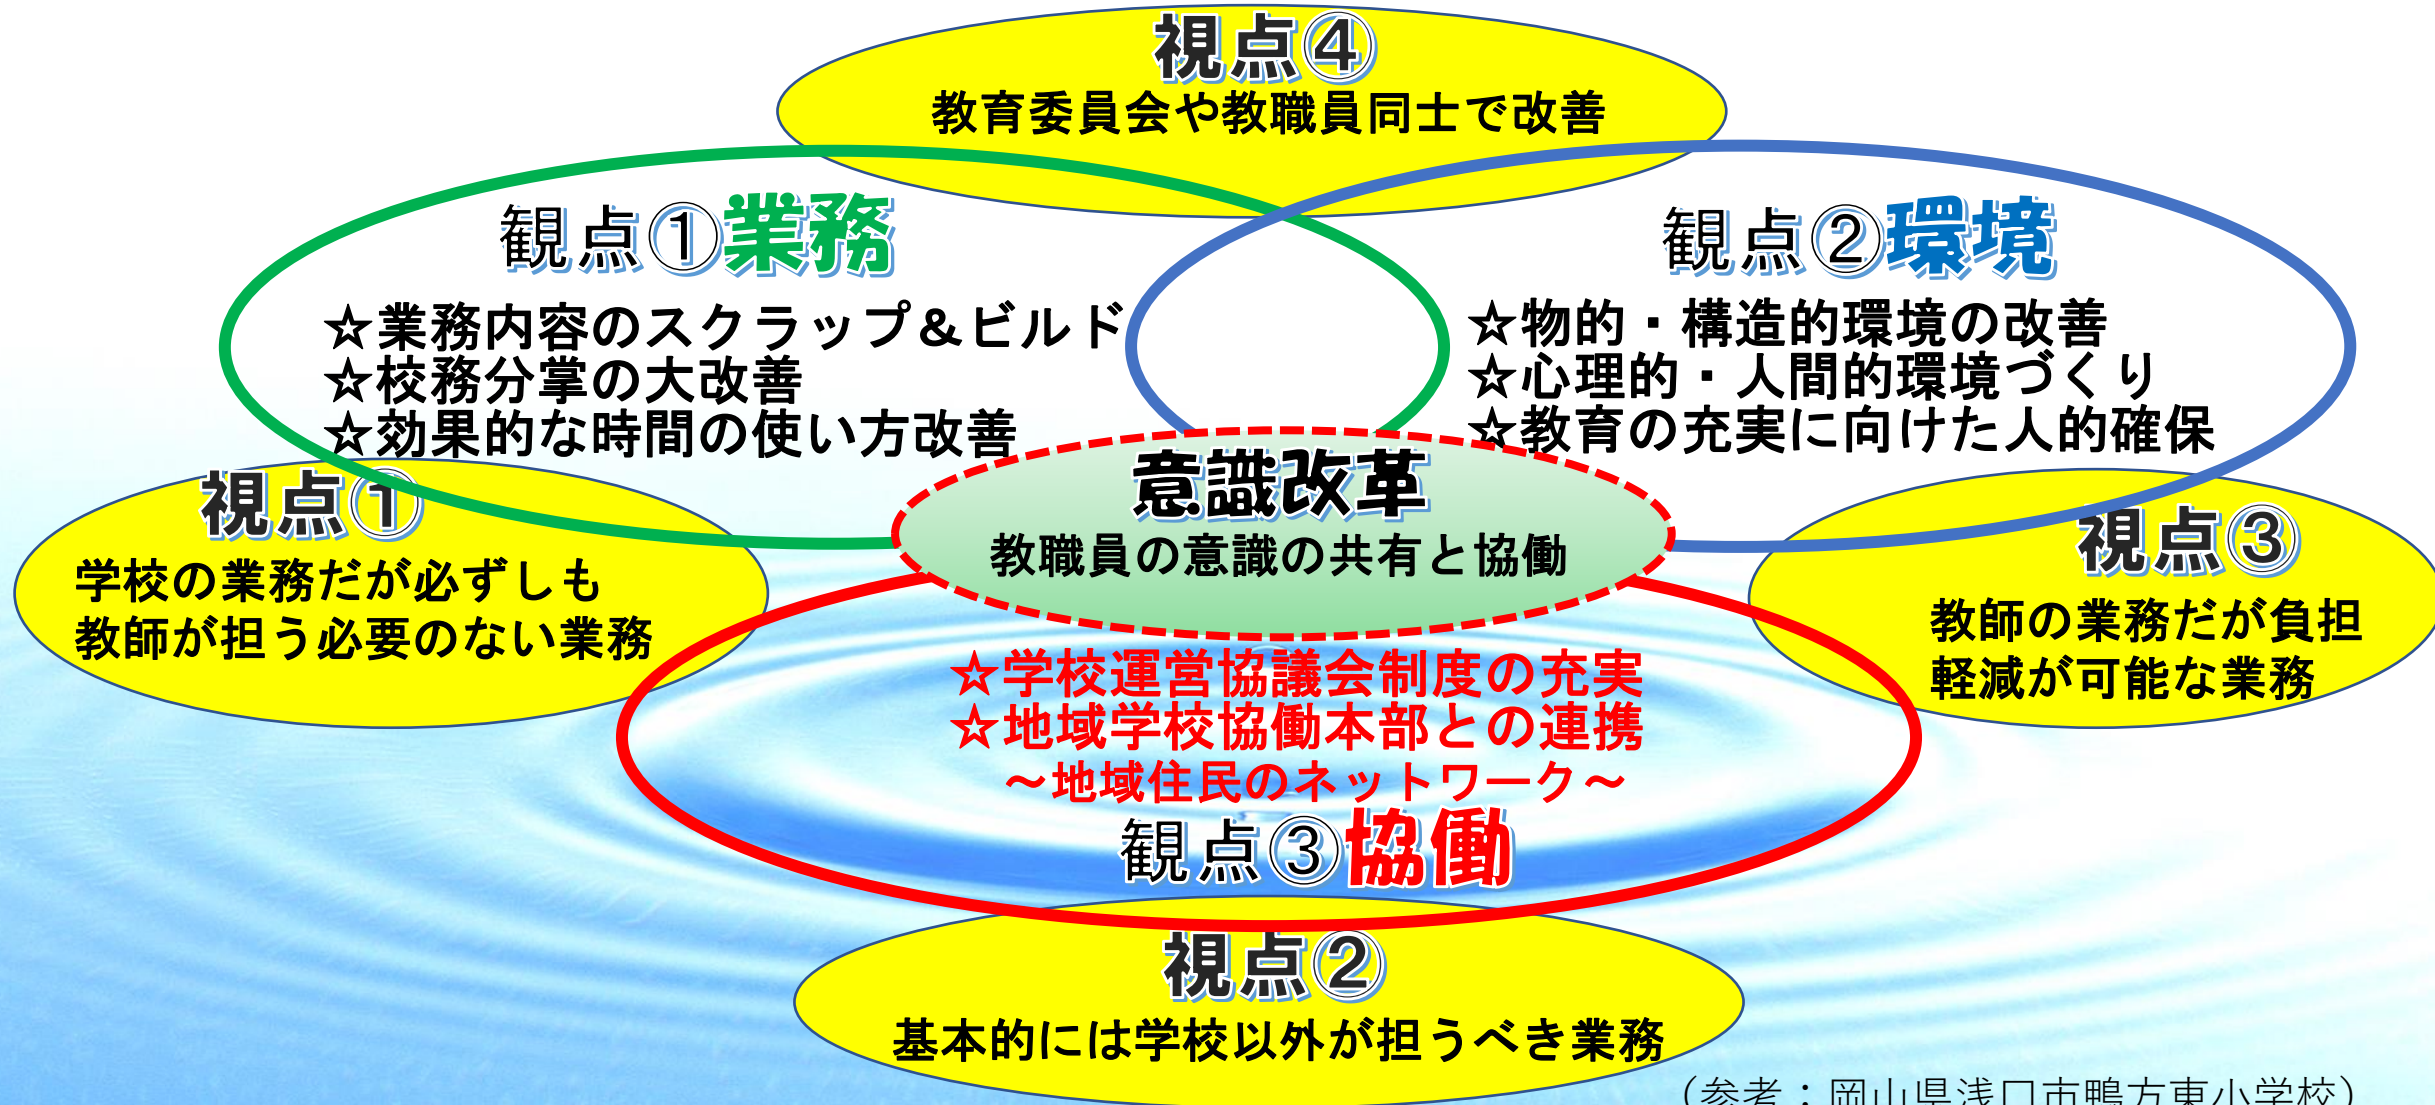 視点④
教育委員会や教職員同士で改善
観点①業務
☆業務内容のスクラップ＆ビルド
☆校務分掌の大改善
☆効果的な時間の使い方改善
観点②環境
☆物的・構造的環境の改善
☆心理的・人間的環境づくり
☆教育の充実に向けた人的確保
意識改革
教職員の意識の共有と協働
視点①
学校の業務だが必ずしも
教師が担う必要のない業務
視点③
教師の業務だが負担
軽減が可能な業務
☆学校運営協議会制度の充実
☆地域学校協働本部との連携
～地域住民のネットワーク～
観点③協働
視点②
基本的には学校以外が担うべき業務
（参考：岡山県浅口市鴨方東小学校）